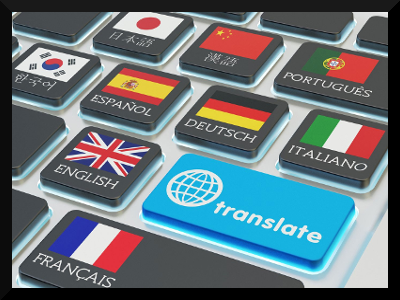 日本語
漢語
PORTUGUÊS
한국어
ESPAÑOL
DEUTSCH
ITALIANO
ENGLISH
translate
FRANÇAIS